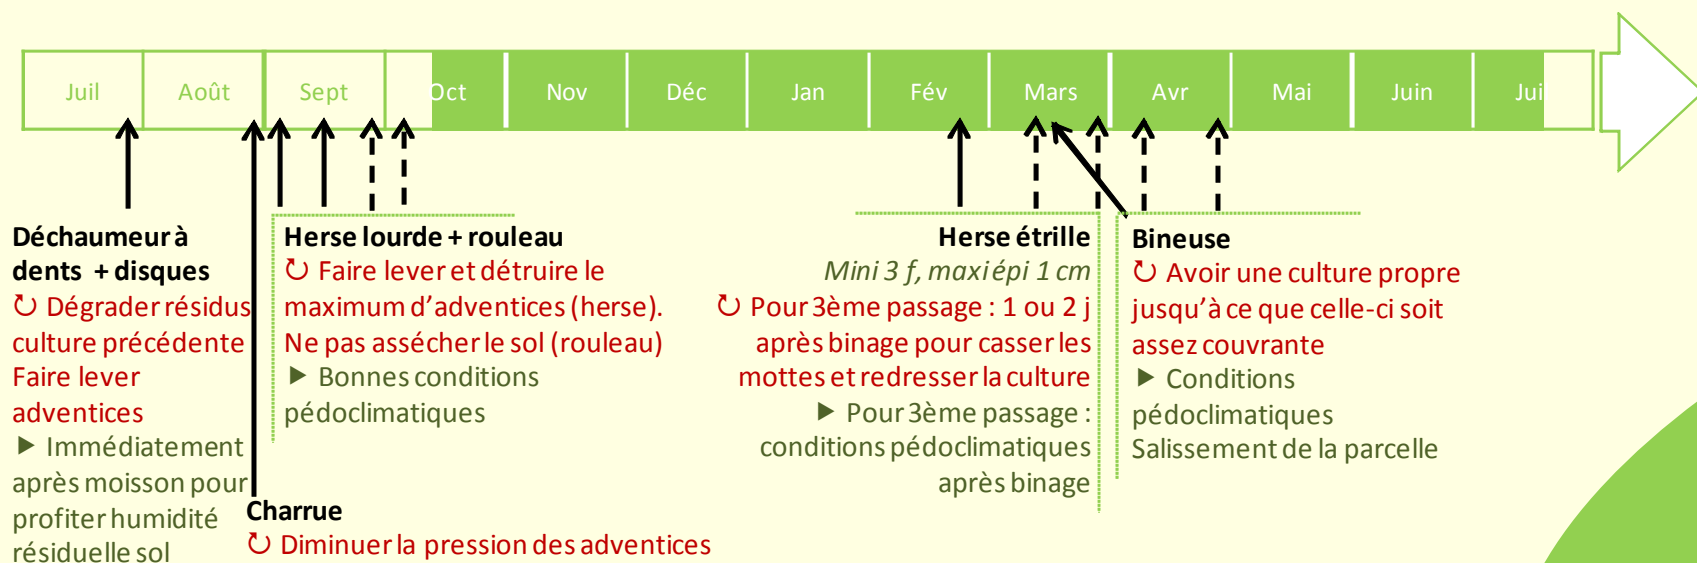 Juil Août Sept Oct Nov Déc Jan Fév Mars Avr Mai Juin Jui
Déchaumeur à
dents + disques
↻ Dégrader résidus
culture précédente
Faire lever
adventices
► Immédiatement
après moisson pour
profiter humidité
résiduelle sol
Charrue
↻ Diminuer la pression des adventices
Herse lourde + rouleau
↻ Faire lever et détruire le
maximum d'adventices (herse).
Ne pas assécher le sol (rouleau)
► Bonnes conditions
pédoclimatiques
Herse étrille
Mini 3 f, maxi épi 1 cm
↻ Pour 3ème passage : 1 ou 2 j
après binage pour casser les
mottes et redresser la culture
► Pour 3ème passage :
conditions pédoclimatiques
après binage
Bineuse
↻ Avoir une culture propre
jusqu'à ce que celle-ci soit
assez couvrante
► Conditions
pédoclimatiques
Salissement de la parcelle